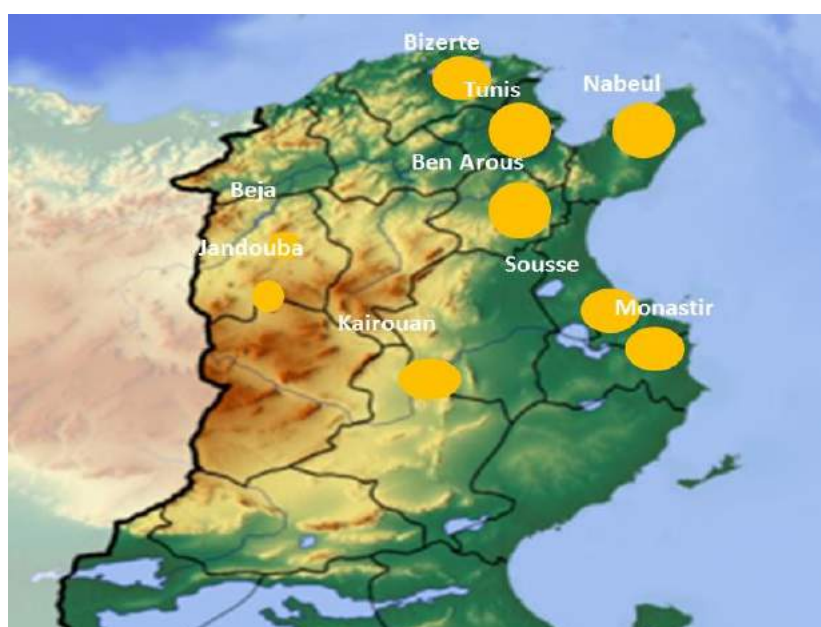 Bizerte
Tunis
Nabeul
Ben Arous
Beja
Jandouba
Sousse
Monastir
Kairouan